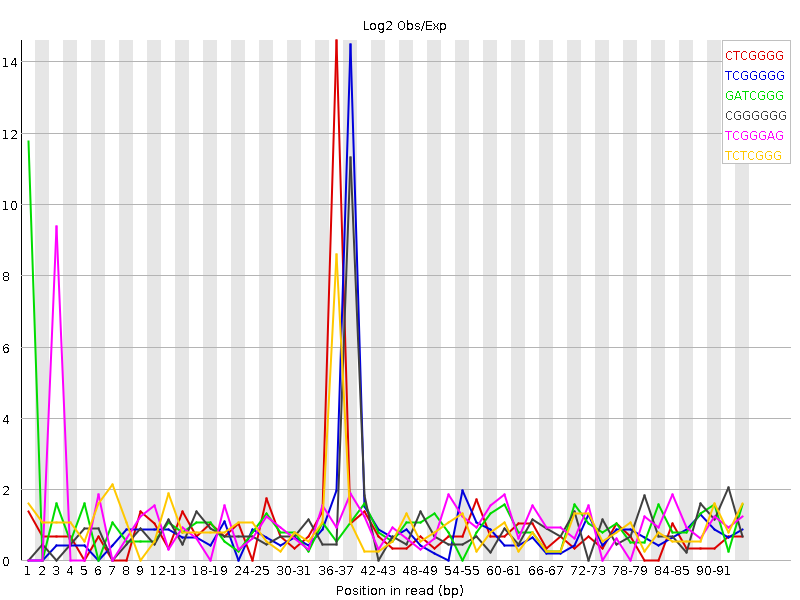 Log2 Obs/Exp
CTCGGGG
TCGGGGG
GATCGGG
CGGGGGG
TCGGGAG
TCTCGGG
14
12
10
8
6
4
2
0
1 2 3 4 5 6 7 8 9 12-13 18-19 24-25 30-31 36-37 42-43 48-49 54-55 60-61 66-67 72-73 78-79 84-85 90-91
Position in read (bp)